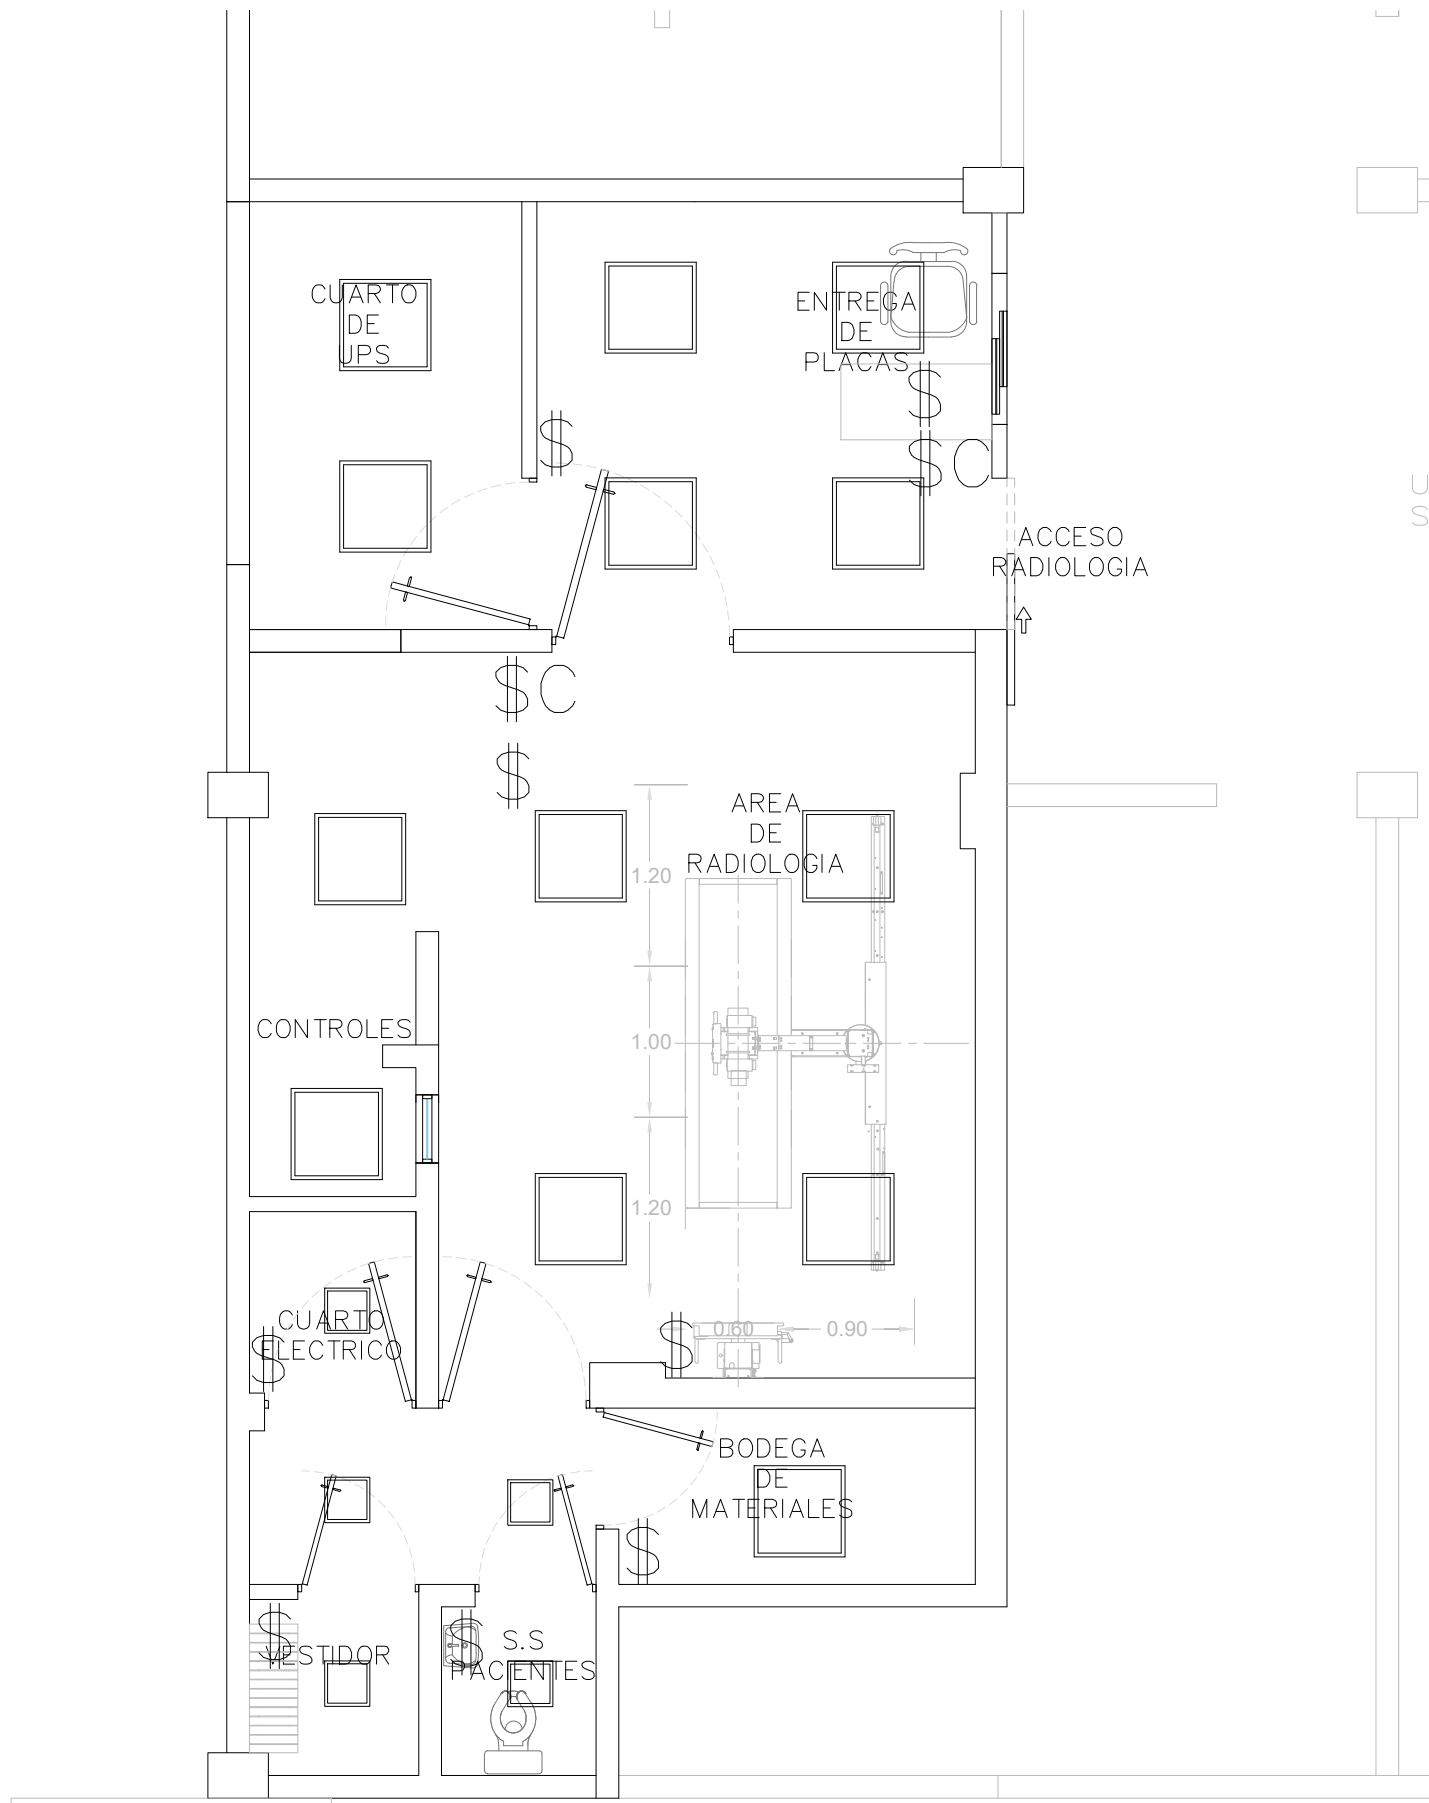 CUARTO
DE
UPS
ENTREGA
DE
PLACAS
$
$
$C
U
S
ACCESO
RADIOLOGIA
$C
$
AREA
DE
RADIOLOGIA
1.20
CONTROLES
1.00
1.20
CUARTO
ELECTRICO
$
$
0.60
0.90
BODEGA
DE
MATERIALES
$
$
VESTIDOR
$
S.S
PACIENTES